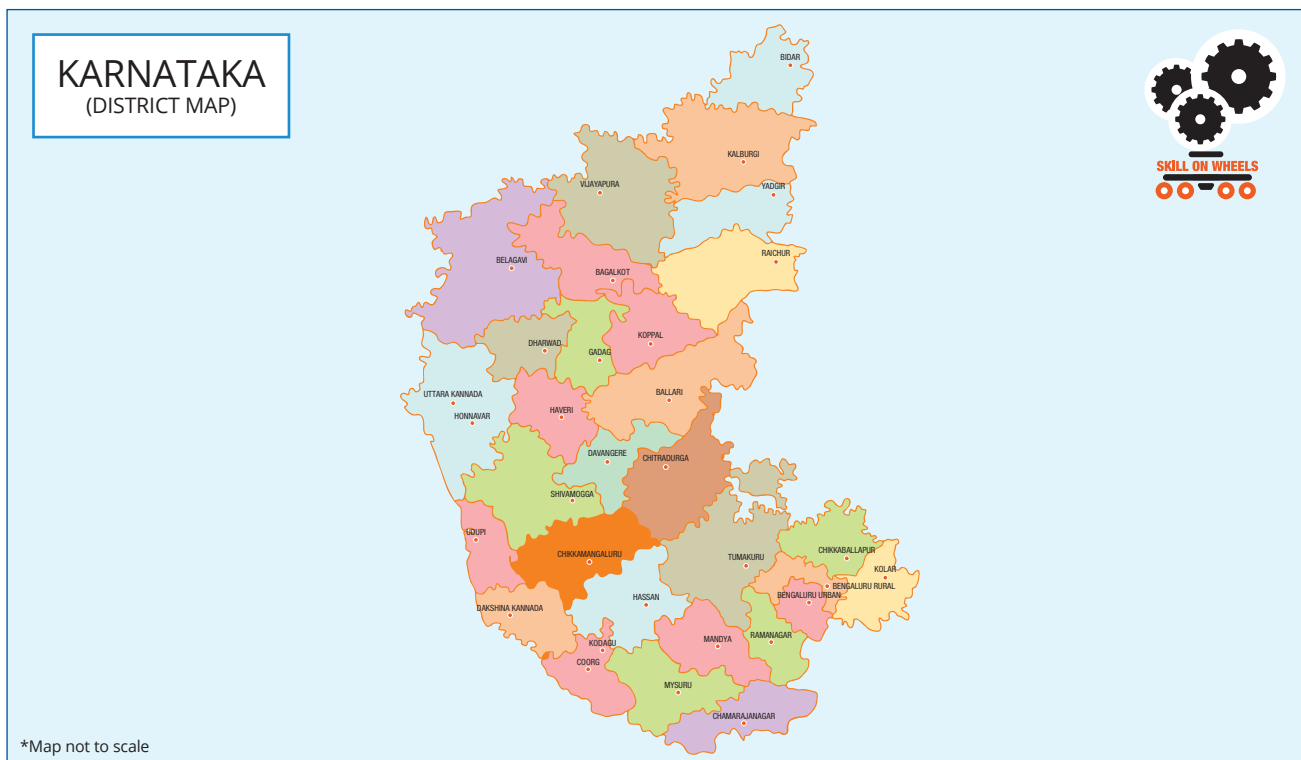 KARNATAKA
(DISTRICT MAP)
SKILL ON WHEELS
BIDAR
KALBURGI
YADGIR
VIJAYAPURA
RAICHUR
BELAGAVI
BAGALKOT
KOPPAL
DHARWAD
GADAG
UTTARA KANNADA
HONNAVAR
HAVERI
BALLARI
DAVANGERE
CHITRADURGA
SHIVAMOGGA
UDUPI
CHIKKAMANGALURU
TUMAKURU
CHIKKABALLAPUR
KOLAR
BENGALURU RURAL
BENGALURU URBAN
DAKSHINA KANNADA
HASSAN
KODAGU
COORG
MANDYA
RAMANAGAR
MYSURU
CHAMARAJANAGAR
*Map not to scale